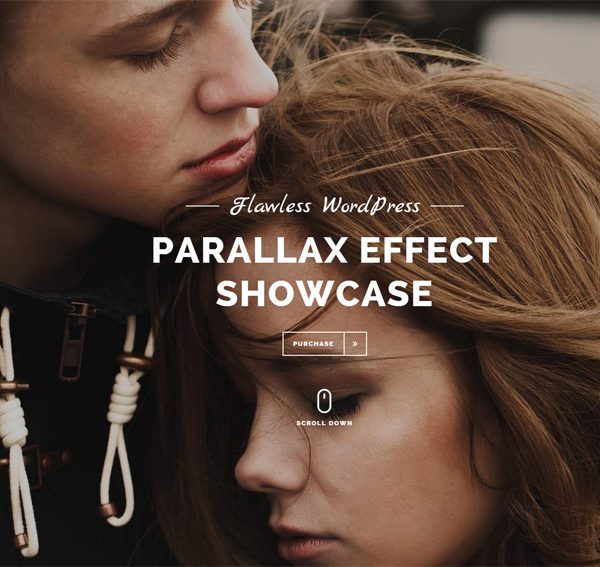 Flawless WordPress
PARALLAX EFFECT
SHOWCASE
PURCHASE »
SCROLL DOWN